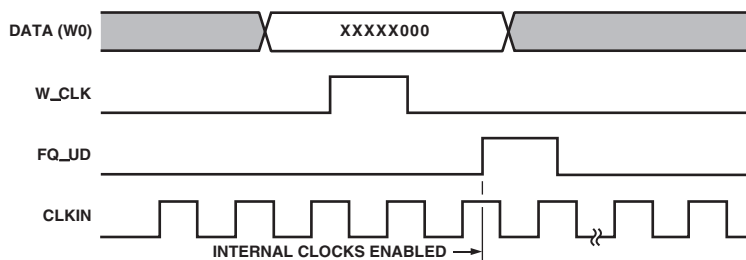 DATA (W0)
XXXXX000
W_CLK
FQ_UD
CLKIN
INTERNAL CLOCKS ENABLED